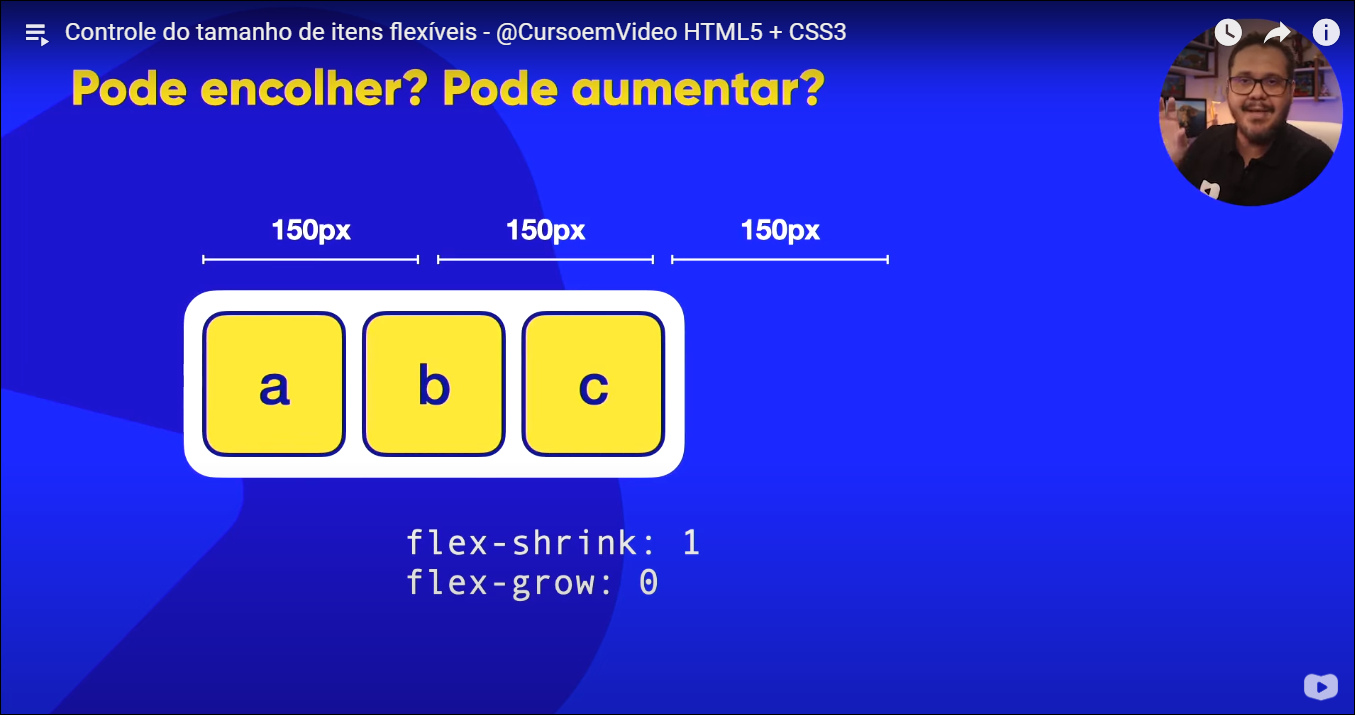 Controle do tamanho de itens flexíveis - @CursoemVideo HTML5 + CSS3
Pode encolher? Pode aumentar?
150px 150px 150px
a b c
flex-shrink: 1
flex-grow: 0